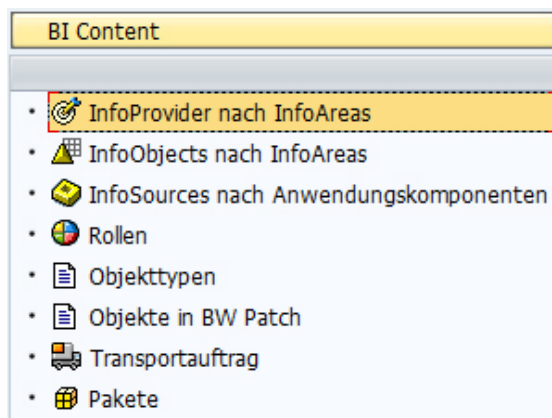 BI Content
InfoProvider nach InfoAreas
InfoObjects nach InfoAreas
InfoSources nach Anwendungskomponenten
Rollen
Objekttypen
Objekte in BW Patch
Transportauftrag
Pakete